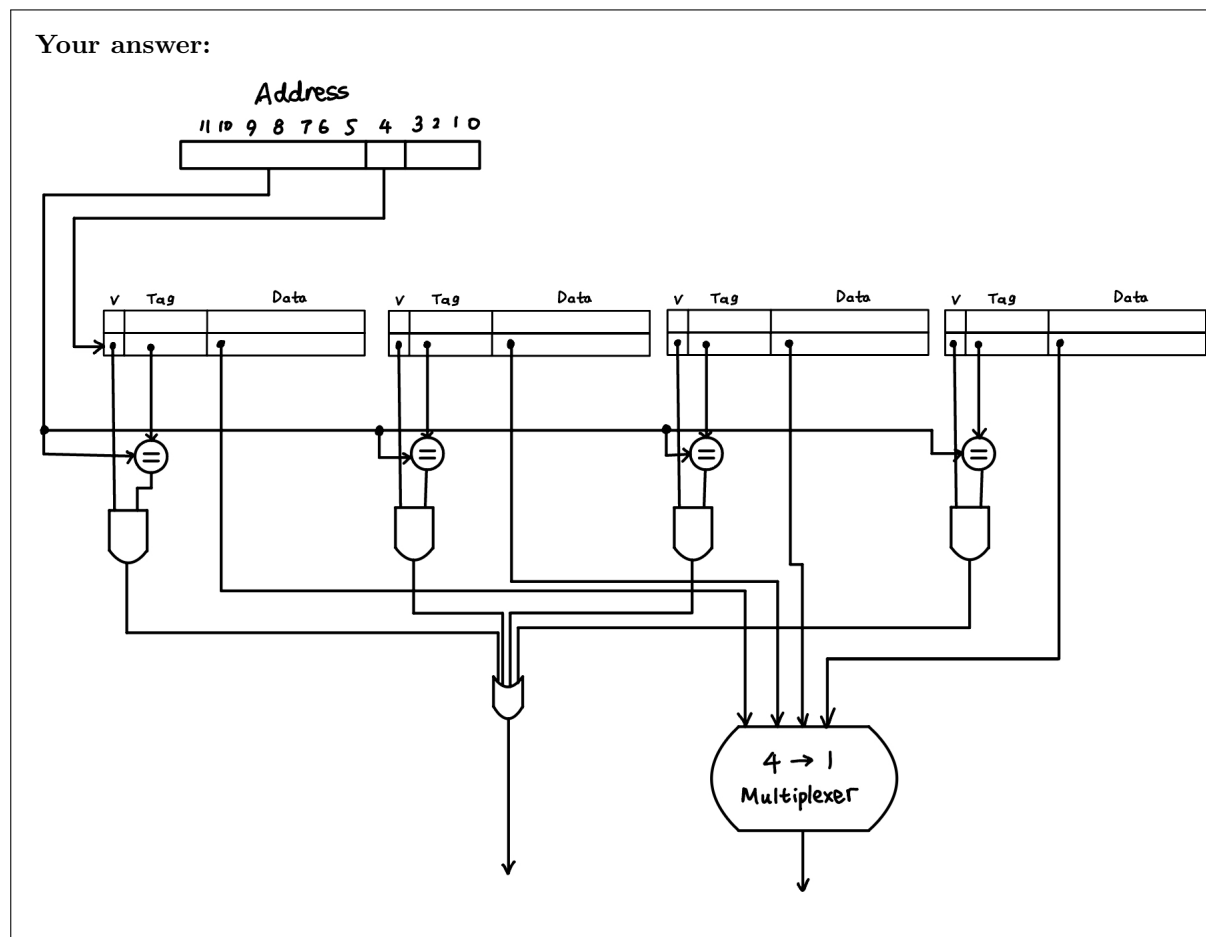 Your answer:
Address
11 10 9 8 7 6 5 4 3 2 1 0
V Tag Data V Tag Data V Tag Data V Tag Data
= = = =
4 → 1
Multiplexer